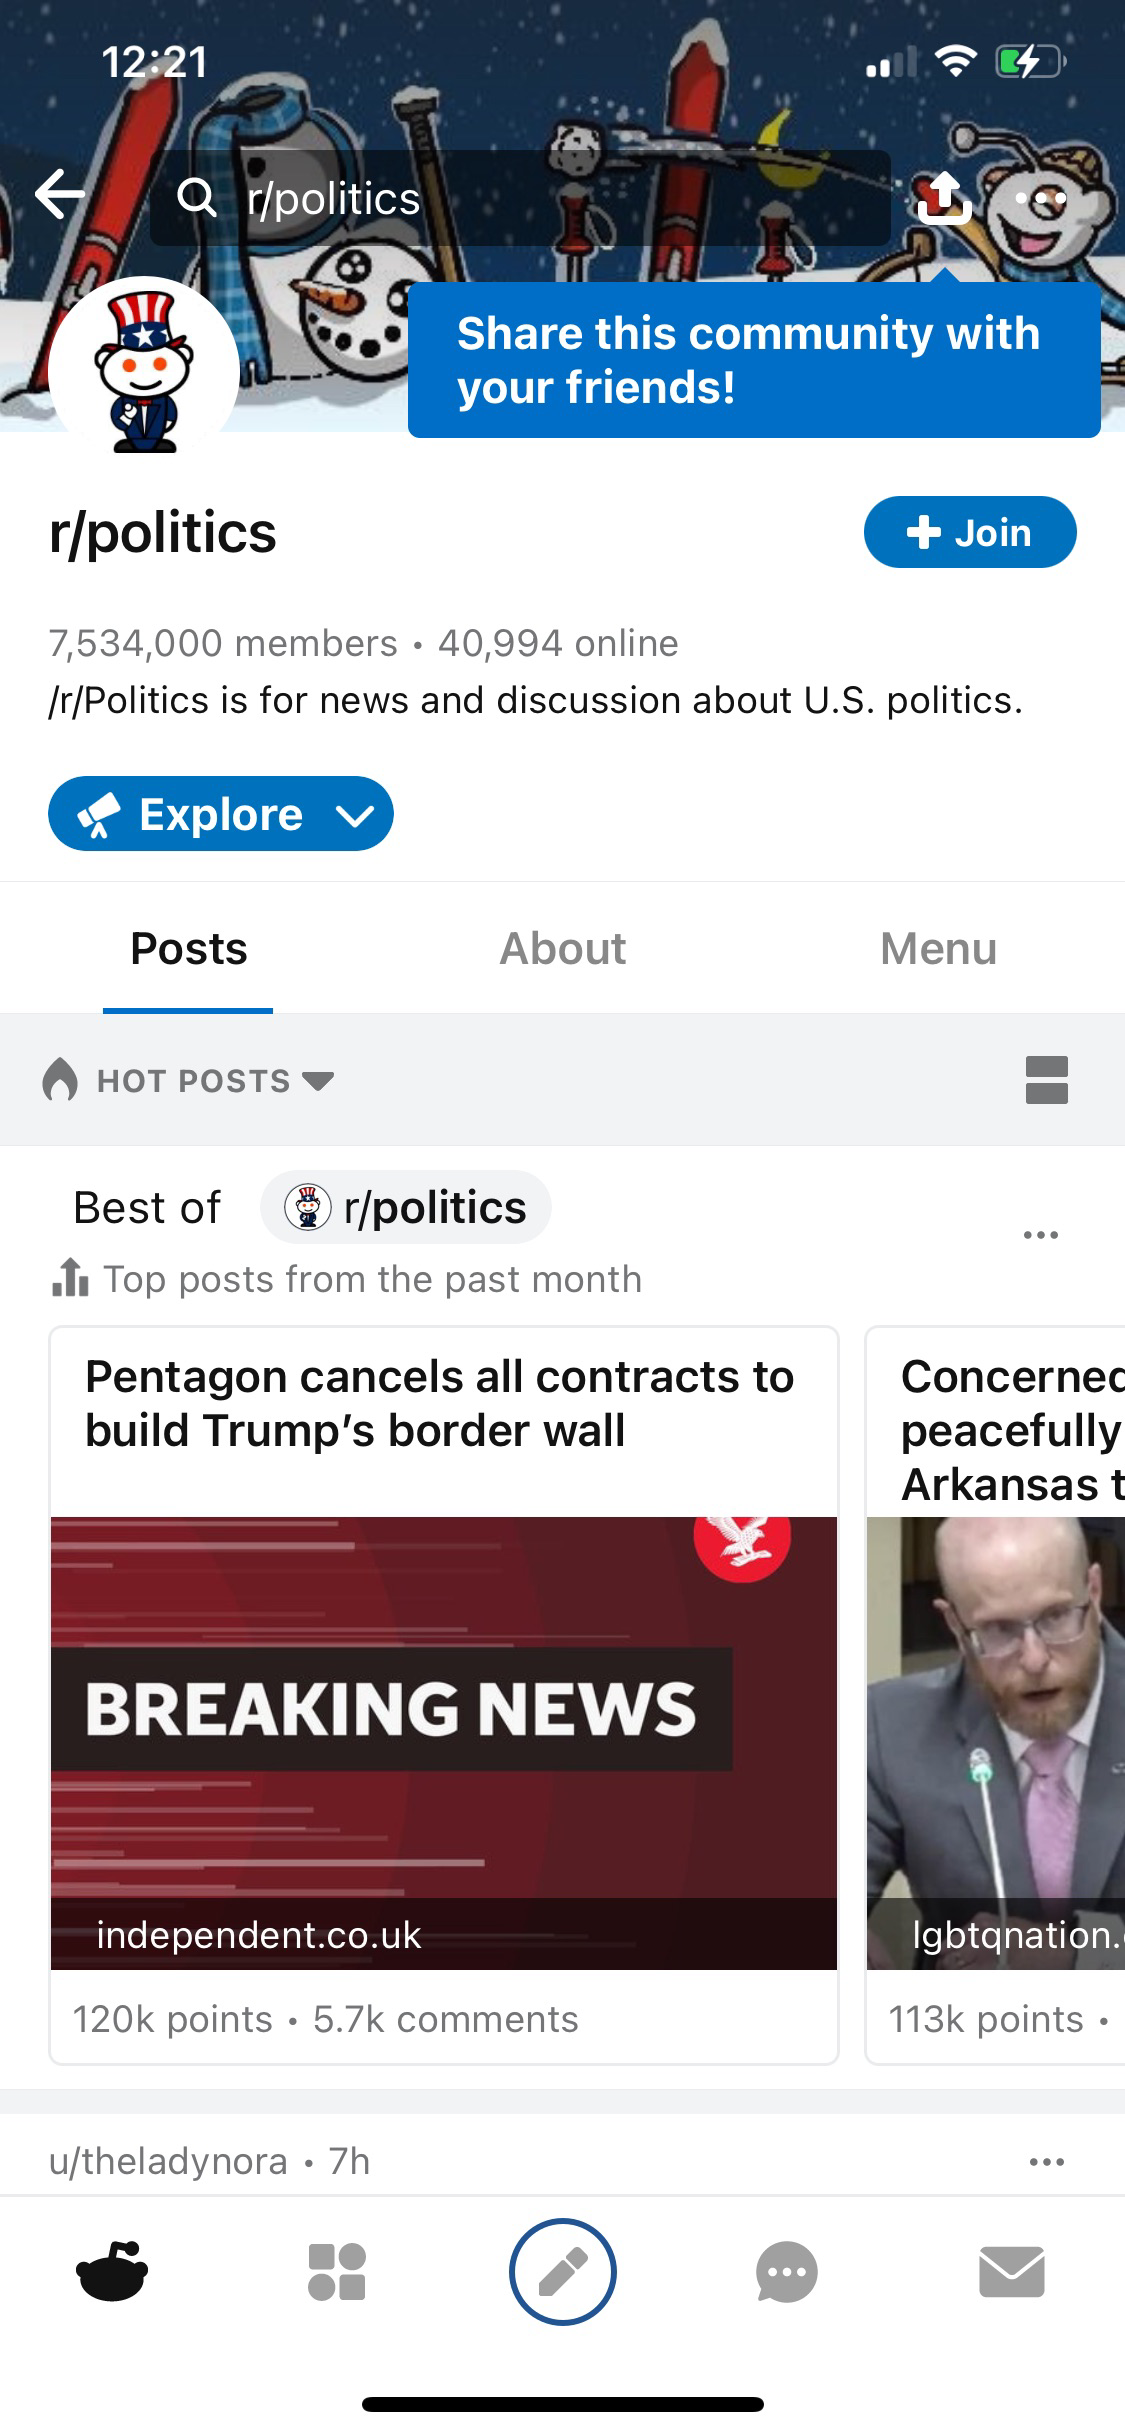 12:21
r/politics
Share this community with
your friends!
r/politics
Join
7,534,000 members • 40,994 online
/r/Politics is for news and discussion about U.S. politics.
Explore
Posts
About
Menu
HOT POSTS
Best of r/politics
Top posts from the past month
Pentagon cancels all contracts to
build Trump’s border wall
BREAKING NEWS
independent.co.uk
120k points • 5.7k comments
Concerned
peacefully
Arkansas t
lgbtqnation.
113k points •
u/theladynora • 7h